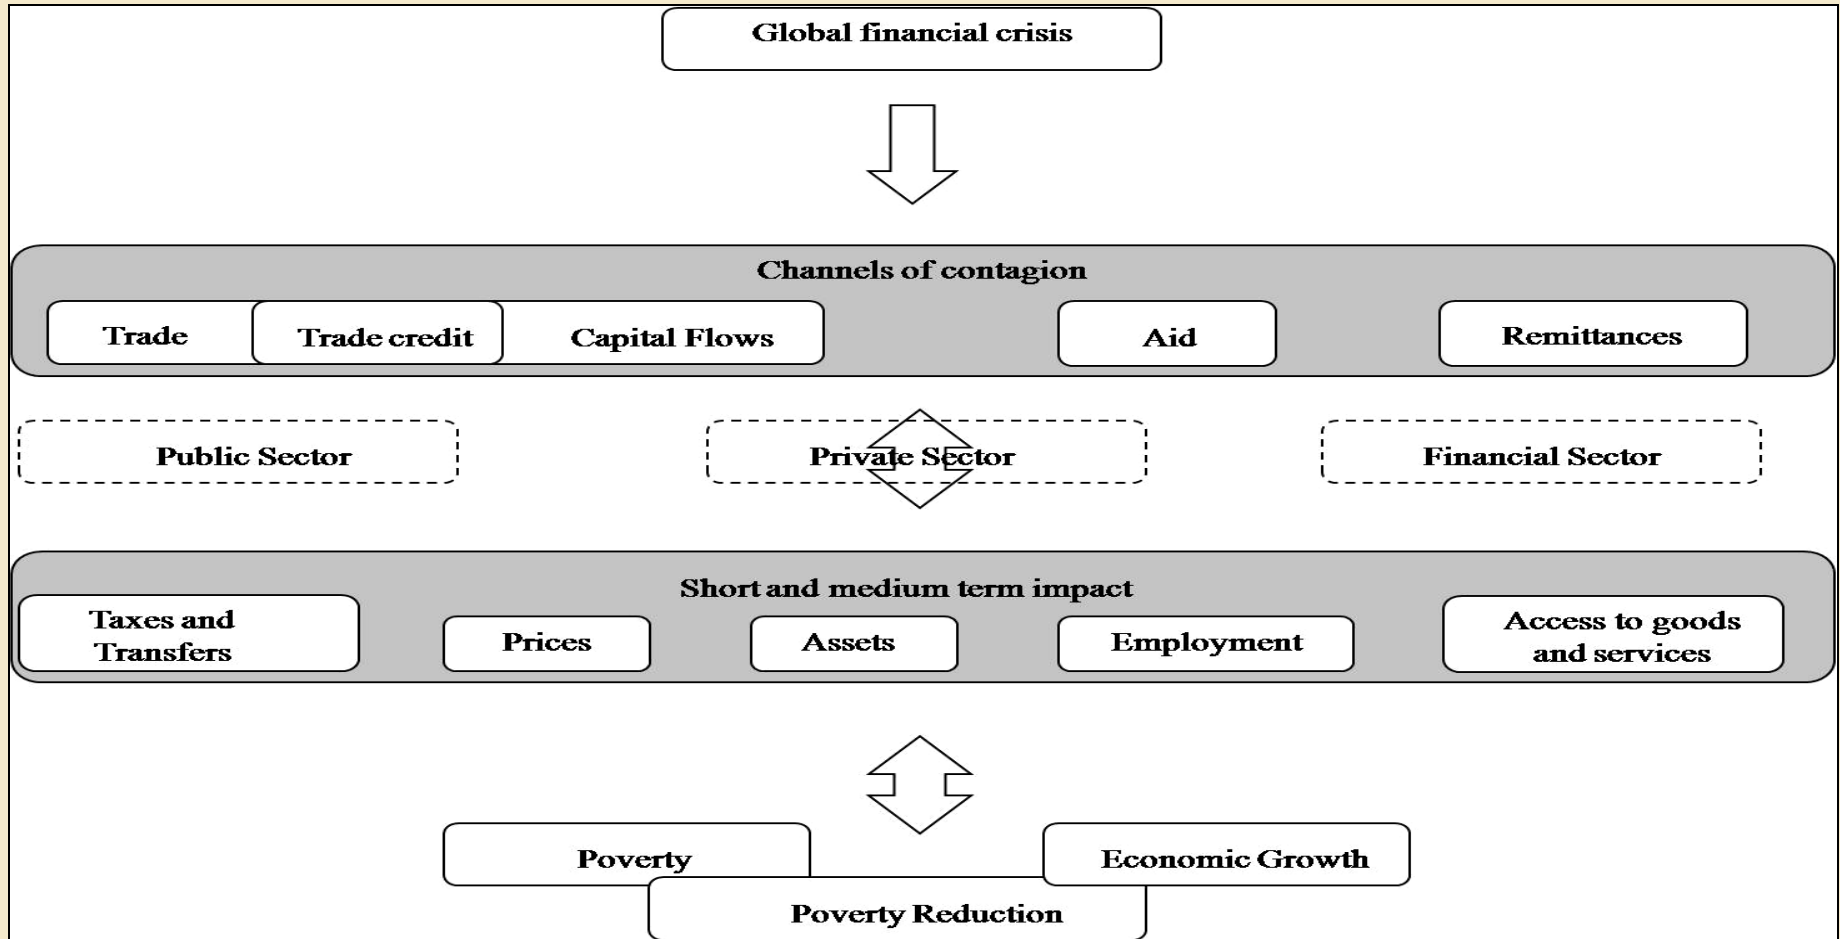 Global financial crisis
Channels of contagion
Trade
Trade credit
Capital Flows
Aid
Remittances
Public Sector
Private Sector
Financial Sector
Short and medium term impact
Taxes and
Transfers
Prices
Assets
Employment
Access to goods
and services
Poverty
Economic Growth
Poverty Reduction